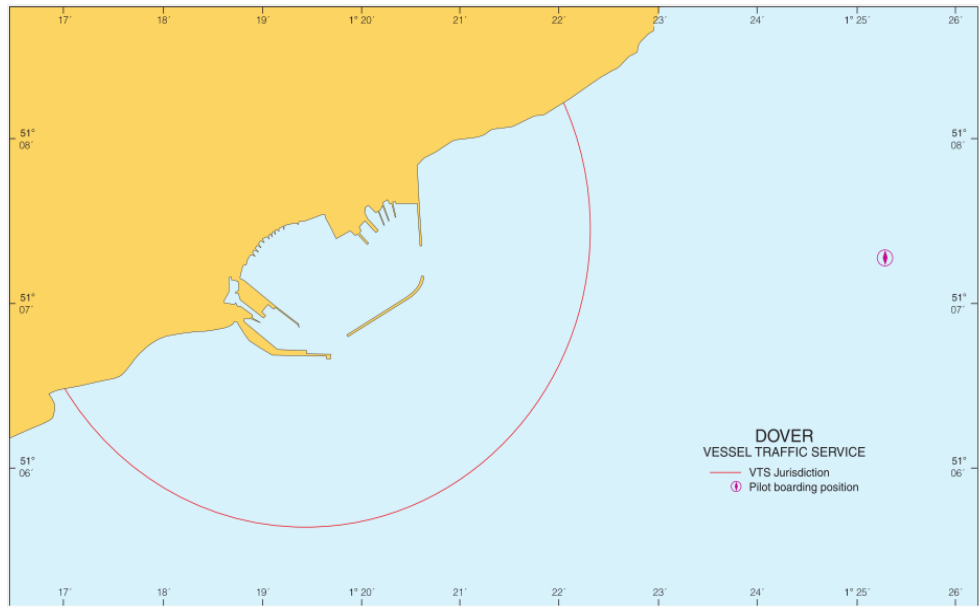 17´ 18´ 19´ 1° 20´ 21´ 22´ 23´ 24´ 1° 25´ 26´
51° 51°
08´ 08´
51° 51°
07´ 07´
DOVER
VESSEL TRAFFIC SERVICE
51° 51°
06´ 06´
VTS Jurisdiction
Pilot boarding position
17´ 18´ 19´ 1° 20´ 21´ 22´ 23´ 24´ 1° 25´ 26´